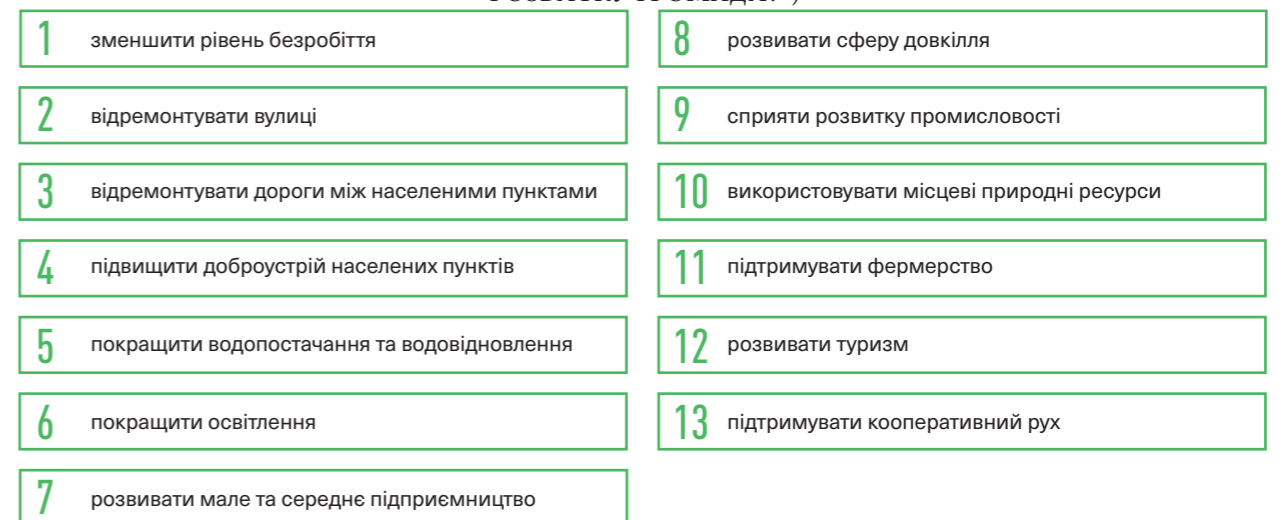 1 зменшити рівень безробіття
2 відремонтувати вулиці
3 відремонтувати дороги між населеними пунктами
4 підвищити доброустрій населених пунктів
5 покращити водопостачання та водовідновлення
6 покращити освітлення
7 розвивати мале та середнє підприємництво
8 розвивати сферу довкілля
9 сприяти розвитку промисловості
10 використовувати місцеві природні ресурси
11 підтримувати фермерство
12 розвивати туризм
13 підтримувати кооперативний рух